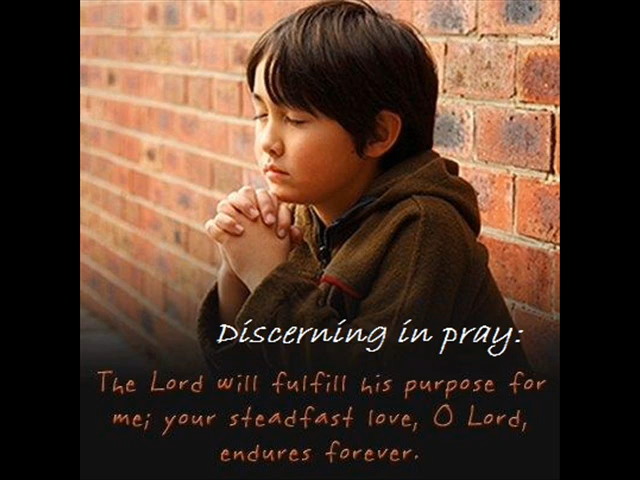 Discerning in pray:
The Lord will fulfill his purpose for
me; your steadfast love, O Lord,
endures forever.